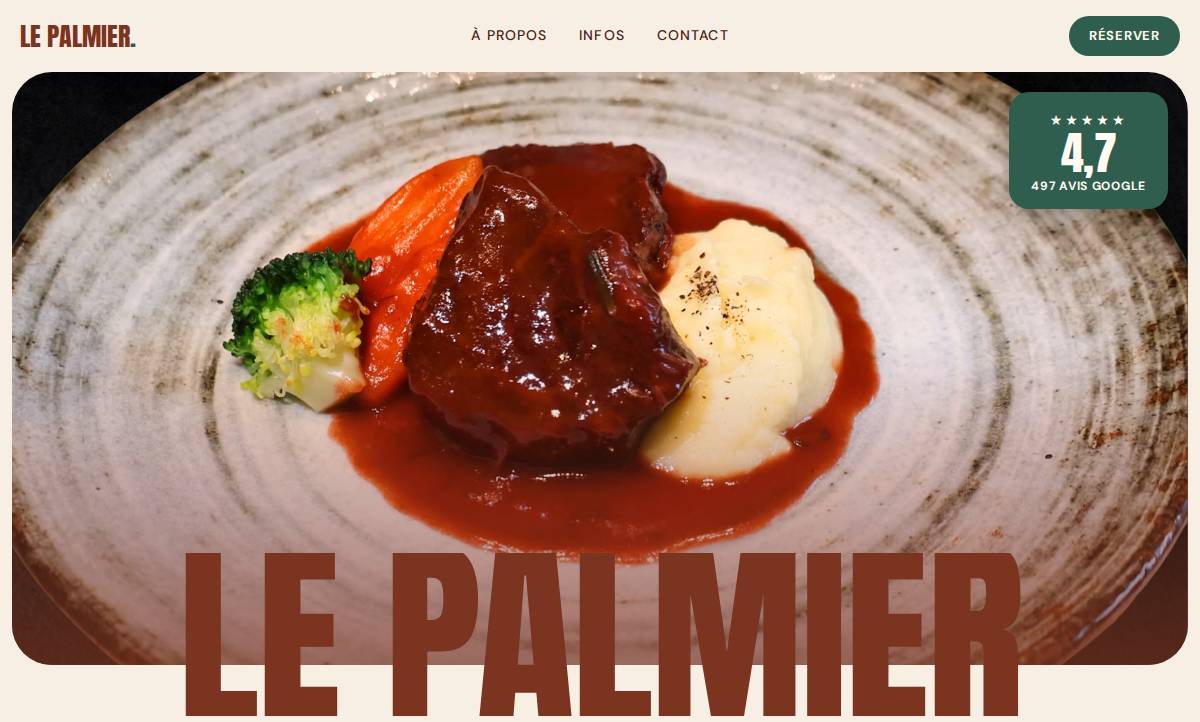 LE PALMIER.
À PROPOS
INFOS
CONTACT
RÉSERVER
★★★★★
4,7
497 AVIS GOOGLE
LE PALMIER